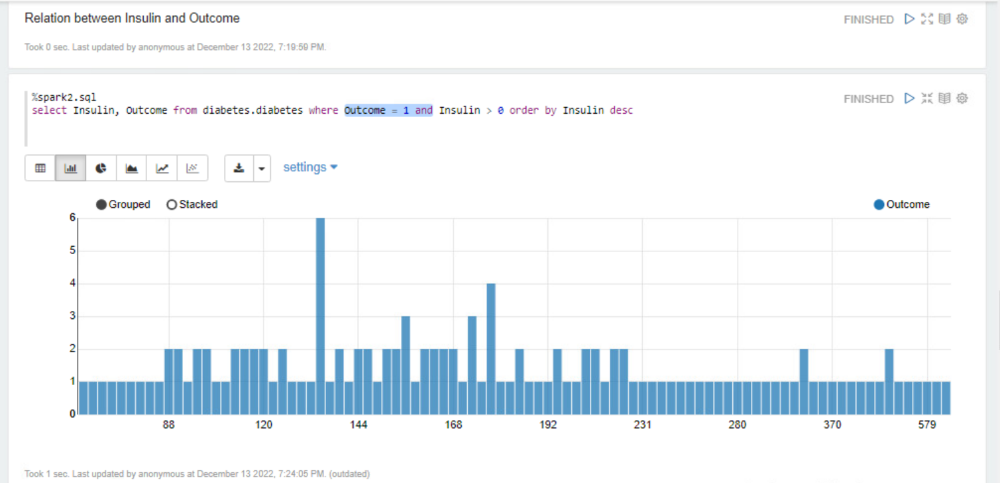 Relation between Insulin and Outcome
FINISHED
Took 0 sec. Last updated by anonymous at December 13 2022, 7:19:59 PM.
%spark2.sql
select Insulin, Outcome from diabetes.diabetes where Outcome = 1 and Insulin > 0 order by Insulin desc
FINISHED
settings
Grouped Stacked
Outcome
6
5
4
3
2
1
0
88 120 144 168 192 231 280 370 579
Took 1 sec. Last updated by anonymous at December 13 2022, 7:24:05 PM. (outdated)